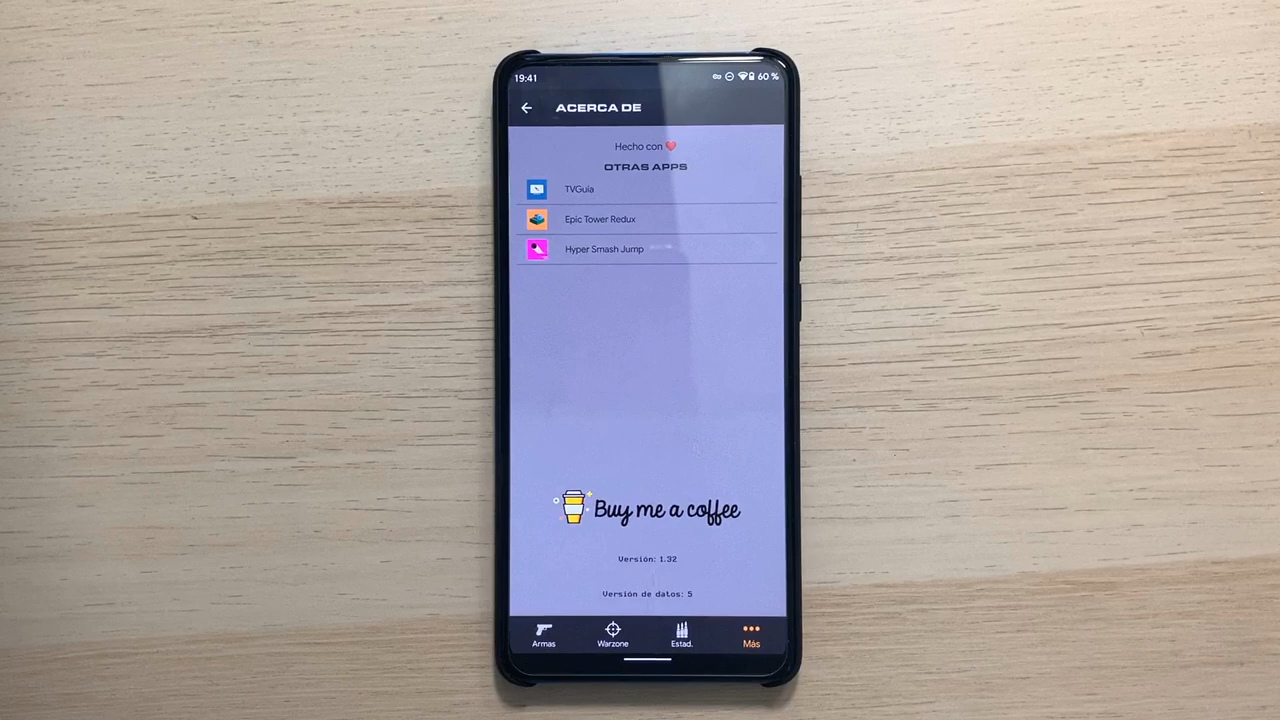 19:41
60 %
ACERCA DE
Hecho con ❤️
OTRAS APPS
TVGuía
Epic Tower Redux
Hyper Smash Jump
Buy me a coffee
Versión: 1.32
Versión de datos: 5
Armas
Warzone
Estad.
Más